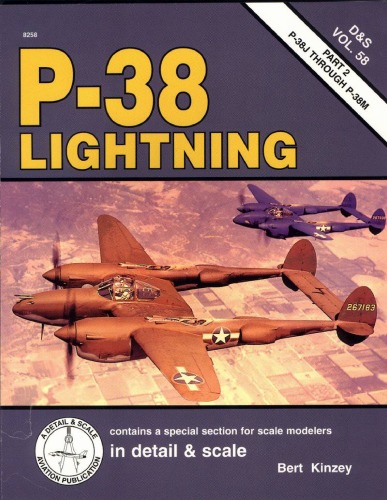 8258
D&S
VOL. 58
PART 2
P-38J THROUGH P-38M
P-38
LIGHTNING
267183
contains a special section for scale modelers
in detail & scale
Bert Kinzey
A DETAIL & SCALE
AVIATION PUBLICATION